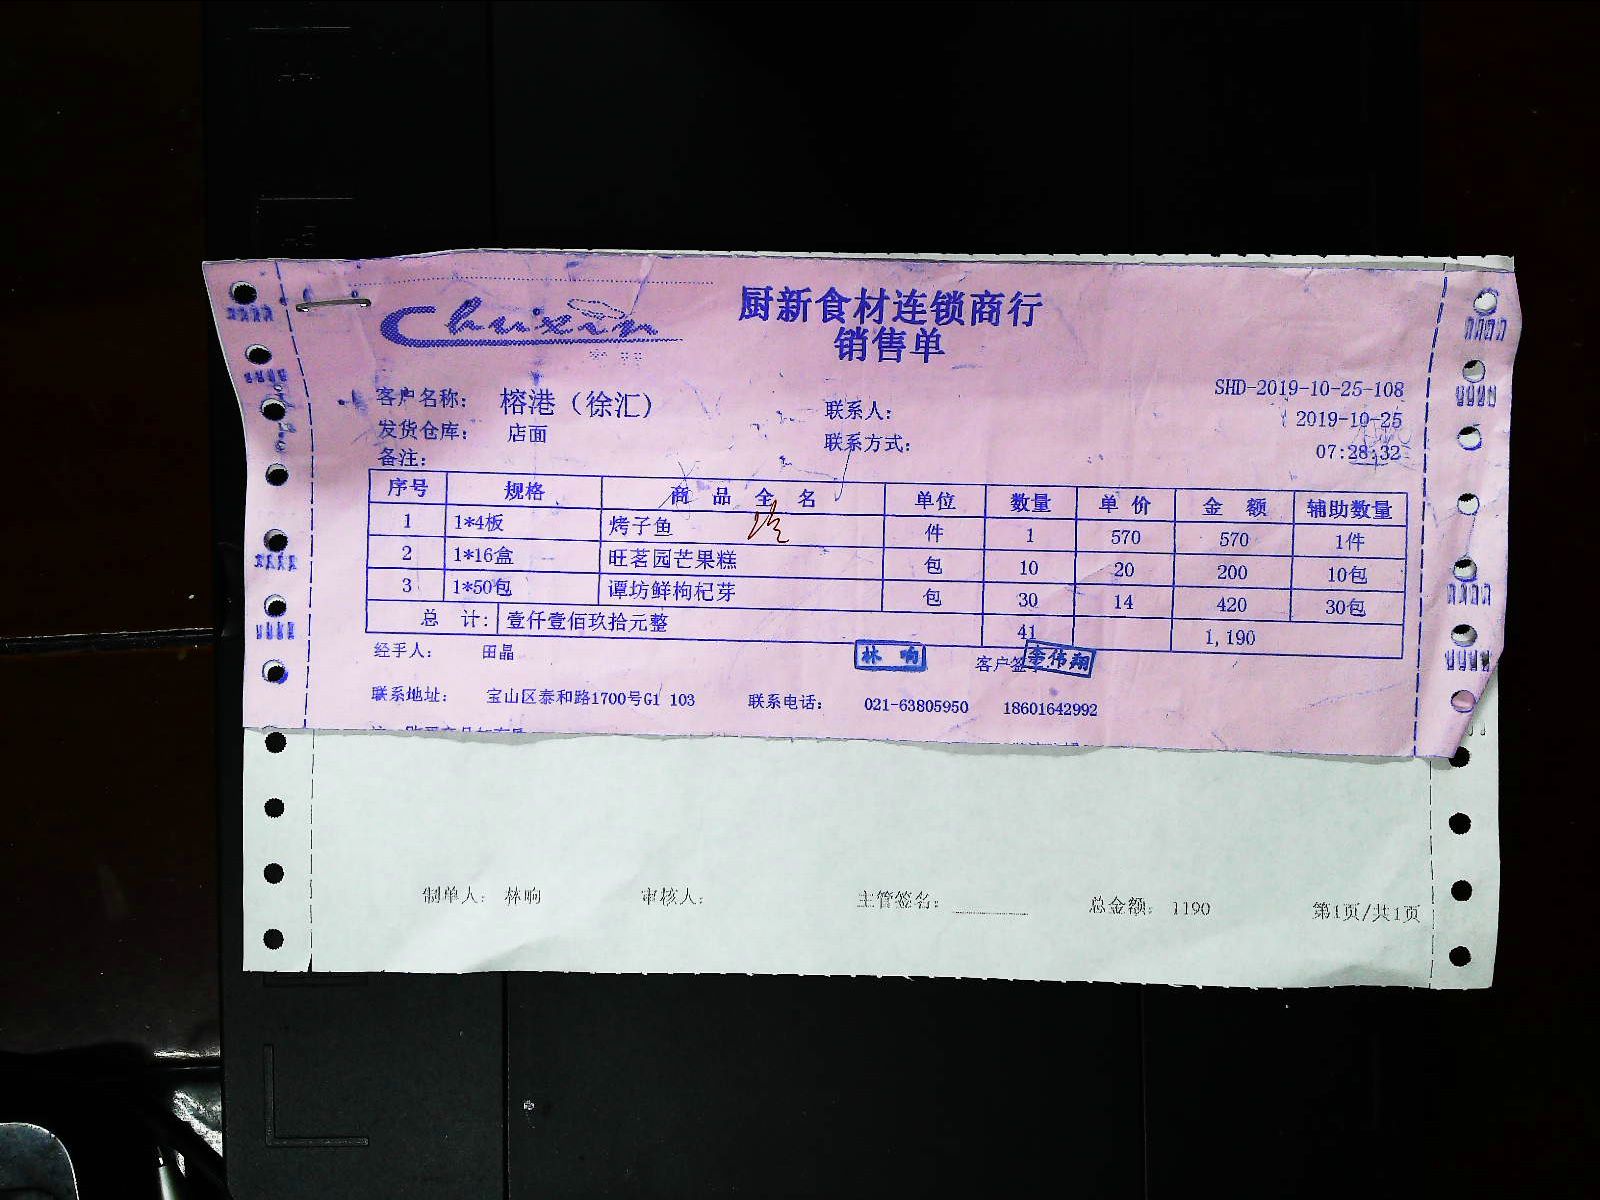 Chuxin
厨新食材连锁商行
销售单
SHD-2019-10-25-108
客户名称: 榕港（徐汇） 联系人: 2019-10-25
发货仓库: 店面 联系方式: 07:28:32
备注:
序号 规格 商品全名 单位 数量 单价 金额 辅助数量
1 1*4板 烤子鱼 件 1 570 570 1件
2 1*16盒 旺茗园芒果糕 包 10 20 200 10包
3 1*50包 谭坊鲜枸杞芽 包 30 14 420 30包
总计: 壹仟壹佰玖拾元整 41 1,190
经手人: 田晶 林响 客户签 李伟翔
联系地址: 宝山区泰和路1700号G1 103 联系电话: 021-63805950 18601642992
制单人: 林响 审核人: 主管签名: 总金额: 1190 第1页/共1页